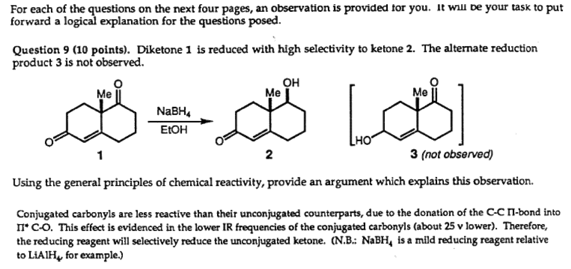 For each of the questions on the next four pages, an observation is provided for you. It will be your task to put
forward a logical explanation for the questions posed.
Question 9 (10 points). Diketone 1 is reduced with high selectivity to ketone 2. The alternate reduction
product 3 is not observed.
O Me O
NaBH₄
EtOH
OH Me O
O Me HO
1 2 3 (not observed)
Using the general principles of chemical reactivity, provide an argument which explains this observation.
Conjugated carbonyls are less reactive than their unconjugated counterparts, due to the donation of the C-C Π-bond into
Π* C-O. This effect is evidenced in the lower IR frequencies of the conjugated carbonyls (about 25 v lower). Therefore,
the reducing reagent will selectively reduce the unconjugated ketone. (N.B.: NaBH₄ is a mild reducing reagent relative
to LiAlH₄, for example.)